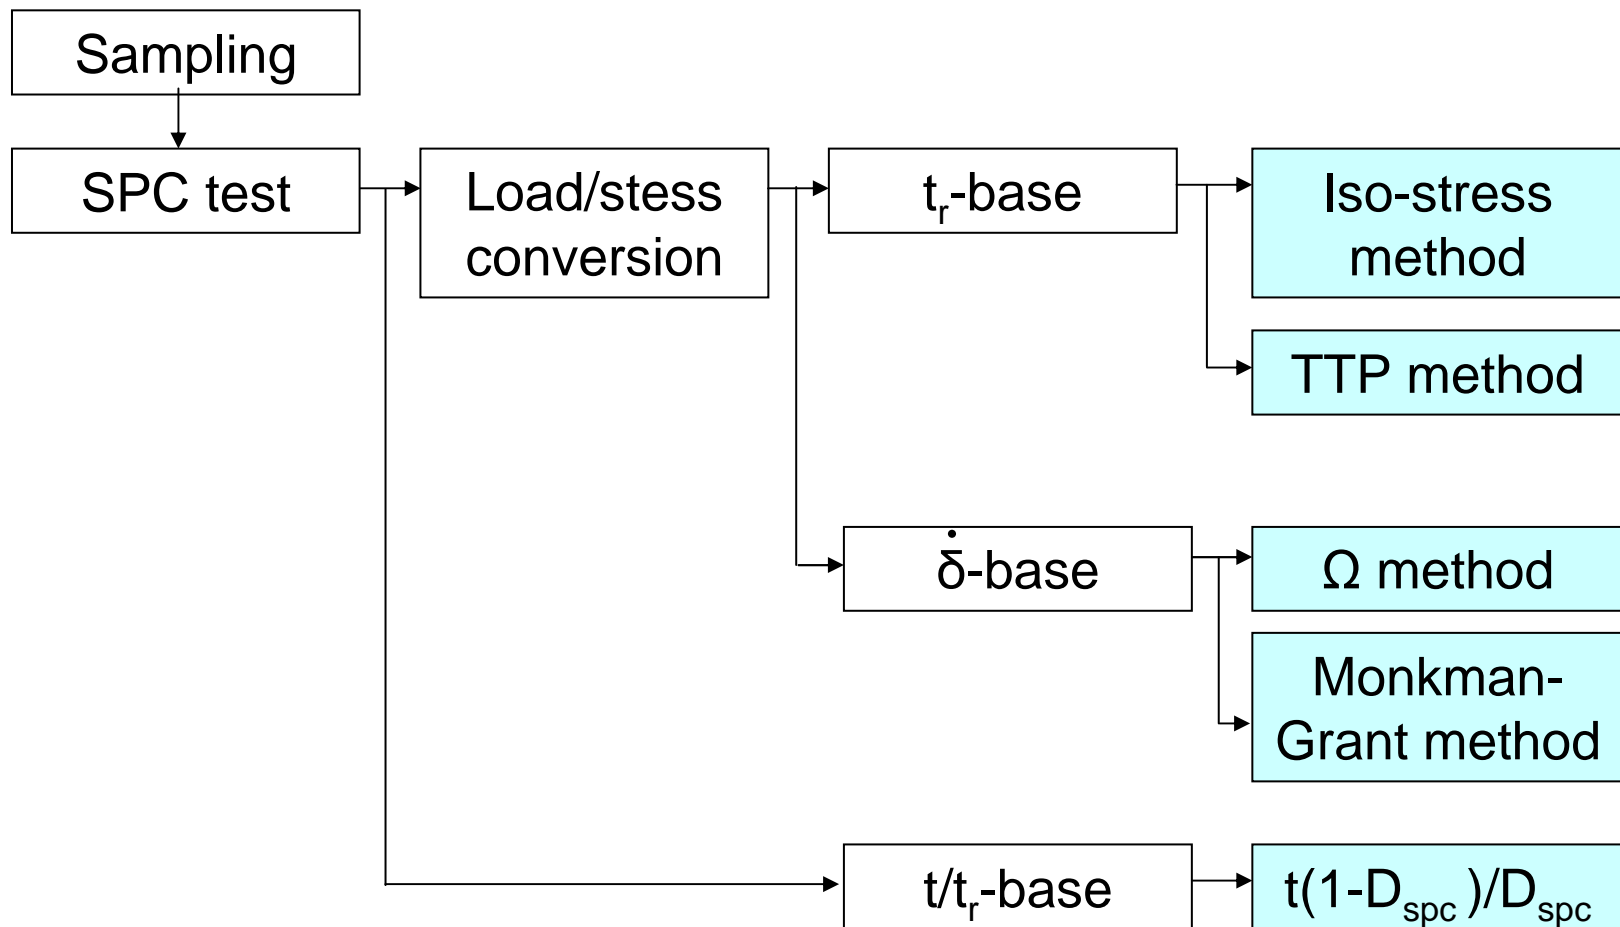 Sampling
SPC test
Load/stess
conversion
tᵣ-base
Iso-stress
method
TTP method
δ̇-base
Ω method
Monkman-
Grant method
t/tᵣ-base
t(1-Dspc )/Dspc